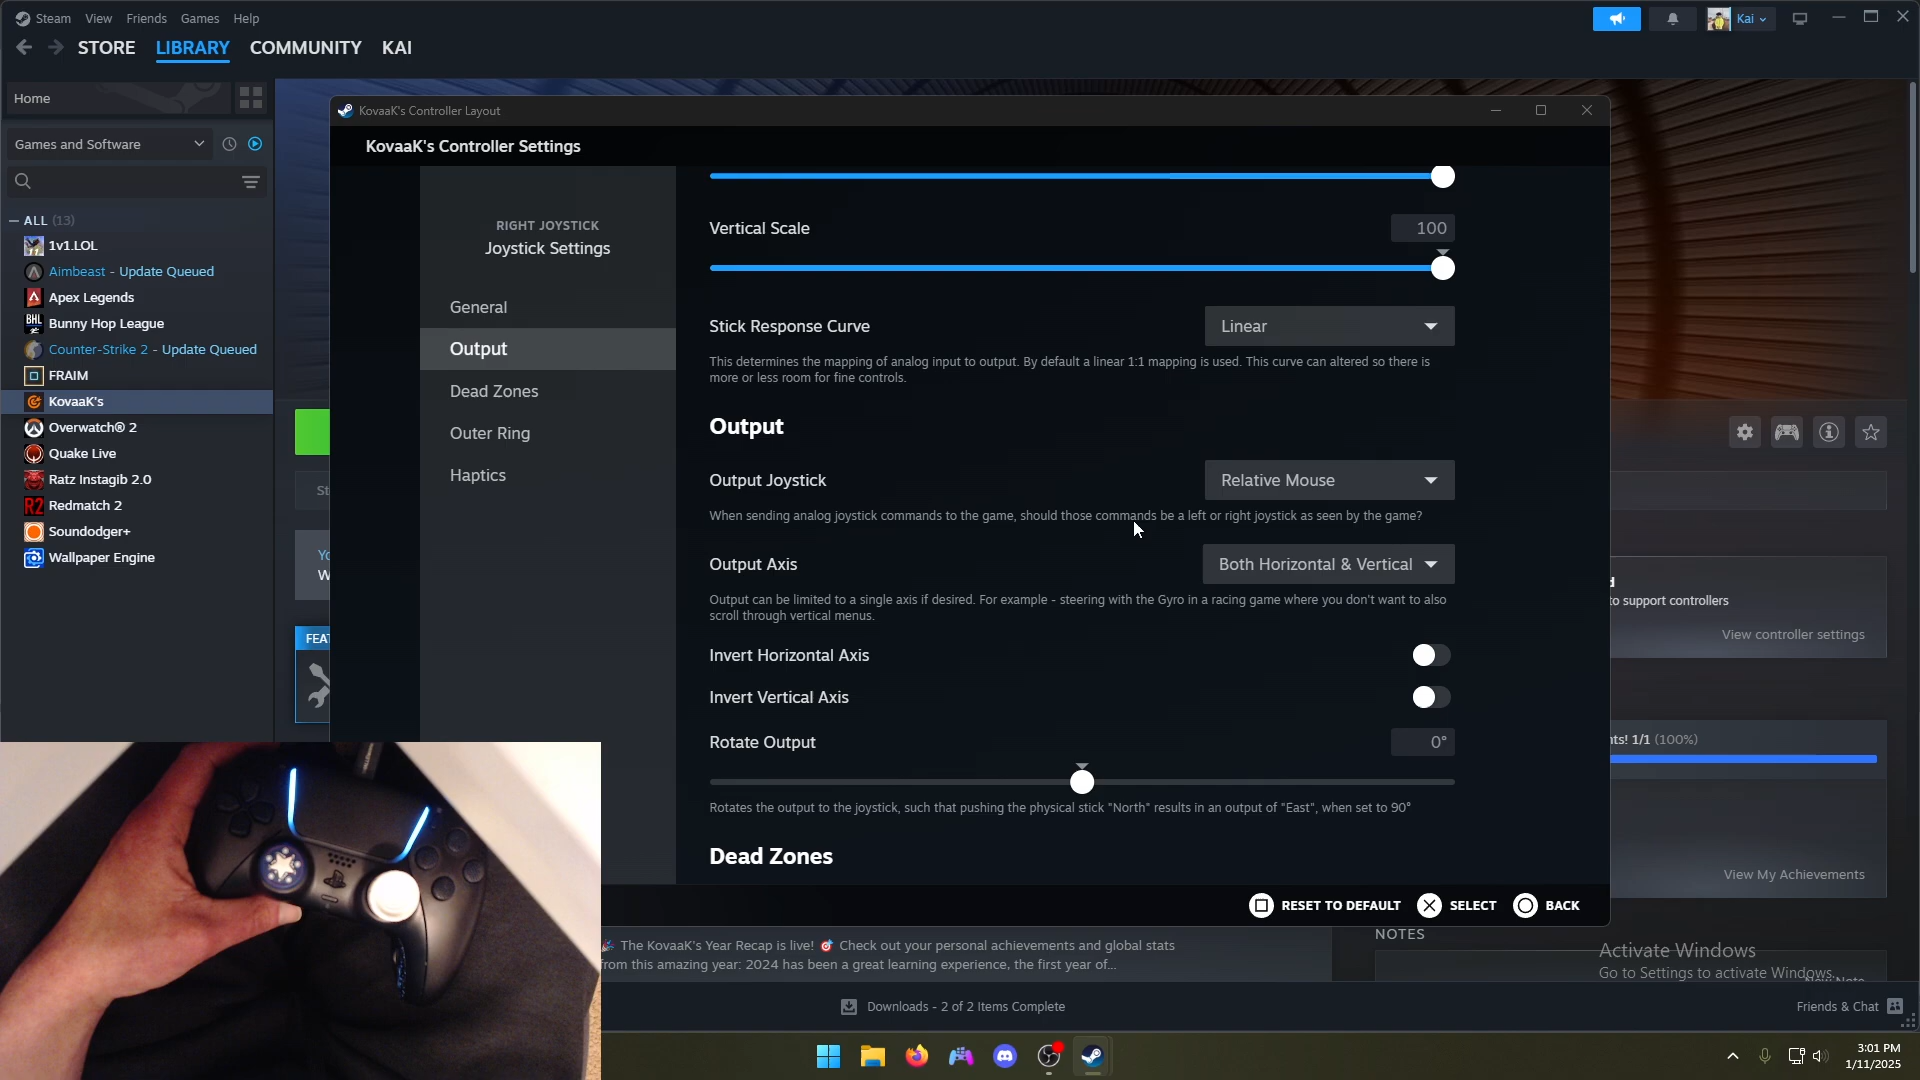 Steam View Friends Games Help
Kai
STORE LIBRARY COMMUNITY KAI
Home
Games and Software
ALL (13)
1v1.LOL
Aimbeast - Update Queued
Apex Legends
Bunny Hop League
Counter-Strike 2 - Update Queued
FRAIM
KovaaK's
Overwatch® 2
Quake Live
Ratz Instagib 2.0
Redmatch 2
Soundodger+
Wallpaper Engine
KovaaK's Controller Layout
KovaaK's Controller Settings
RIGHT JOYSTICK
Joystick Settings
General
Output
Dead Zones
Outer Ring
Haptics
Vertical Scale 100
Stick Response Curve Linear
This determines the mapping of analog input to output. By default a linear 1:1 mapping is used. This curve can altered so there is
more or less room for fine controls.
Output
Output Joystick Relative Mouse
When sending analog joystick commands to the game, should those commands be a left or right joystick as seen by the game?
Output Axis Both Horizontal & Vertical
Output can be limited to a single axis if desired. For example - steering with the Gyro in a racing game where you don't want to also
scroll through vertical menus.
Invert Horizontal Axis
Invert Vertical Axis
Rotate Output 0°
Rotates the output to the joystick, such that pushing the physical stick "North" results in an output of "East", when set to 90°
Dead Zones
RESET TO DEFAULT SELECT BACK
St
Yo
W
FEAT
d
to support controllers
View controller settings
nts! 1/1 (100%)
View My Achievements
The KovaaK's Year Recap is live! Check out your personal achievements and global stats
from this amazing year: 2024 has been a great learning experience, the first year of...
NOTES
New Note
Activate Windows
Go to Settings to activate Windows.
Downloads - 2 of 2 Items Complete
Friends & Chat
3:01 PM
1/11/2025